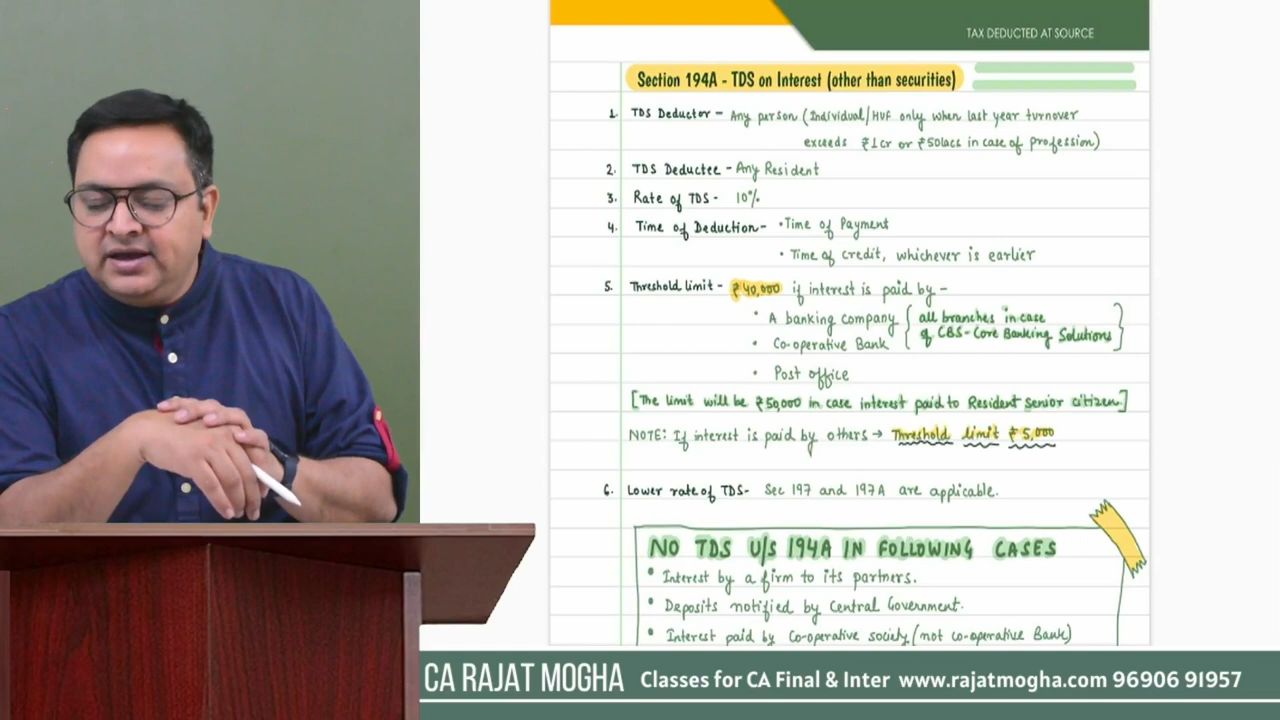 TAX DEDUCTED AT SOURCE
Section 194A - TDS on Interest (other than securities)
1. TDS Deductor - Any person (Individual/HUF only when last year turnover
exceeds ₹1cr or ₹50lacs in case of profession)
2. TDS Deductee - Any Resident
3. Rate of TDS - 10%
4. Time of Deduction - • Time of Payment
• Time of credit, whichever is earlier
5. Threshold limit - ₹40,000 if interest is paid by -
• A banking company { all branches in case
• Co-operative Bank of CBS-Core Banking Solutions }
• Post office
[The limit will be ₹50,000 in case interest paid to Resident senior citizen]
NOTE: If interest is paid by others → Threshold limit ₹5,000
6. Lower rate of TDS- Sec 197 and 197A are applicable.
NO TDS U/S 194A IN FOLLOWING CASES
• Interest by a firm to its partners.
• Deposits notified by Central Government.
• Interest paid by Co-operative society (not co-operative Bank)
CA RAJAT MOGHA Classes for CA Final & Inter www.rajatmogha.com 96906 91957